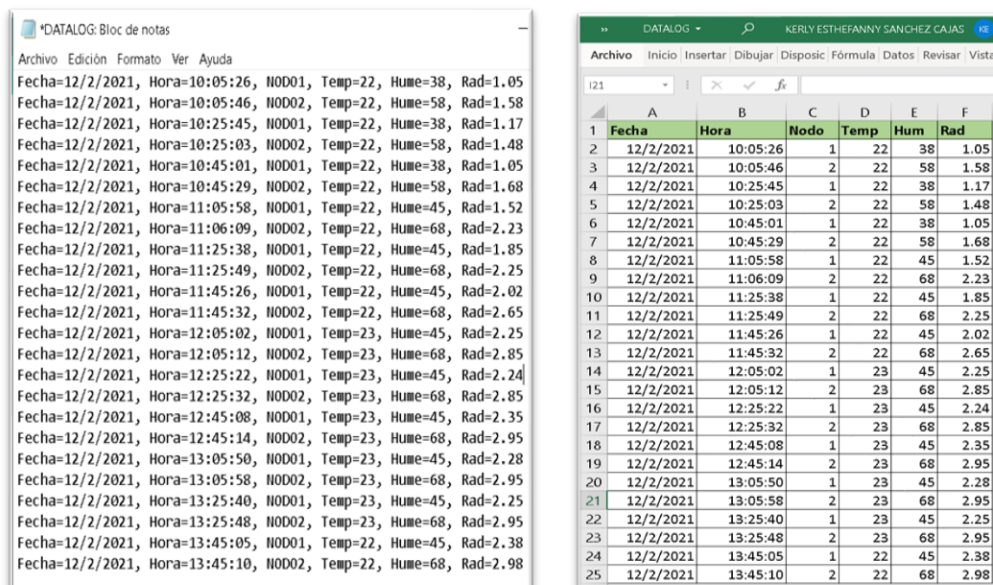 *DATALOG: Bloc de notas
Archivo Edición Formato Ver Ayuda
Fecha=12/2/2021, Hora=10:05:26, NODO1, Temp=22, Hume=38, Rad=1.05
Fecha=12/2/2021, Hora=10:05:46, NODO2, Temp=22, Hume=58, Rad=1.58
Fecha=12/2/2021, Hora=10:25:45, NODO1, Temp=22, Hume=38, Rad=1.17
Fecha=12/2/2021, Hora=10:25:03, NODO2, Temp=22, Hume=58, Rad=1.48
Fecha=12/2/2021, Hora=10:45:01, NODO1, Temp=22, Hume=38, Rad=1.05
Fecha=12/2/2021, Hora=10:45:29, NODO2, Temp=22, Hume=58, Rad=1.68
Fecha=12/2/2021, Hora=11:05:58, NODO1, Temp=22, Hume=45, Rad=1.52
Fecha=12/2/2021, Hora=11:06:09, NODO2, Temp=22, Hume=68, Rad=2.23
Fecha=12/2/2021, Hora=11:25:38, NODO1, Temp=22, Hume=45, Rad=1.85
Fecha=12/2/2021, Hora=11:25:49, NODO2, Temp=22, Hume=68, Rad=2.25
Fecha=12/2/2021, Hora=11:45:26, NODO1, Temp=22, Hume=45, Rad=2.02
Fecha=12/2/2021, Hora=11:45:32, NODO2, Temp=22, Hume=68, Rad=2.65
Fecha=12/2/2021, Hora=12:05:02, NODO1, Temp=23, Hume=45, Rad=2.25
Fecha=12/2/2021, Hora=12:05:12, NODO2, Temp=23, Hume=68, Rad=2.85
Fecha=12/2/2021, Hora=12:25:22, NODO1, Temp=23, Hume=45, Rad=2.24
Fecha=12/2/2021, Hora=12:25:32, NODO2, Temp=23, Hume=68, Rad=2.85
Fecha=12/2/2021, Hora=12:45:08, NODO1, Temp=23, Hume=45, Rad=2.35
Fecha=12/2/2021, Hora=12:45:14, NODO2, Temp=23, Hume=68, Rad=2.95
Fecha=12/2/2021, Hora=13:05:50, NODO1, Temp=23, Hume=45, Rad=2.28
Fecha=12/2/2021, Hora=13:05:58, NODO2, Temp=23, Hume=68, Rad=2.95
Fecha=12/2/2021, Hora=13:25:40, NODO1, Temp=23, Hume=45, Rad=2.25
Fecha=12/2/2021, Hora=13:25:48, NODO2, Temp=23, Hume=68, Rad=2.95
Fecha=12/2/2021, Hora=13:45:05, NODO1, Temp=22, Hume=45, Rad=2.38
Fecha=12/2/2021, Hora=13:45:10, NODO2, Temp=22, Hume=68, Rad=2.98
» DATALOG KERLY ESTHEFANNY SANCHEZ CAJAS KE
Archivo Inicio Insertar Dibujar Disposic Fórmula Datos Revisar Vista
I21 fx
A B C D E F
1 Fecha Hora Nodo Temp Hum Rad
2 12/2/2021 10:05:26 1 22 38 1.05
3 12/2/2021 10:05:46 2 22 58 1.58
4 12/2/2021 10:25:45 1 22 38 1.17
5 12/2/2021 10:25:03 2 22 58 1.48
6 12/2/2021 10:45:01 1 22 38 1.05
7 12/2/2021 10:45:29 2 22 58 1.68
8 12/2/2021 11:05:58 1 22 45 1.52
9 12/2/2021 11:06:09 2 22 68 2.23
10 12/2/2021 11:25:38 1 22 45 1.85
11 12/2/2021 11:25:49 2 22 68 2.25
12 12/2/2021 11:45:26 1 22 45 2.02
13 12/2/2021 11:45:32 2 22 68 2.65
14 12/2/2021 12:05:02 1 23 45 2.25
15 12/2/2021 12:05:12 2 23 68 2.85
16 12/2/2021 12:25:22 1 23 45 2.24
17 12/2/2021 12:25:32 2 23 68 2.85
18 12/2/2021 12:45:08 1 23 45 2.35
19 12/2/2021 12:45:14 2 23 68 2.95
20 12/2/2021 13:05:50 1 23 45 2.28
21 12/2/2021 13:05:58 2 23 68 2.95
22 12/2/2021 13:25:40 1 23 45 2.25
23 12/2/2021 13:25:48 2 23 68 2.95
24 12/2/2021 13:45:05 1 22 45 2.38
25 12/2/2021 13:45:10 2 22 68 2.98